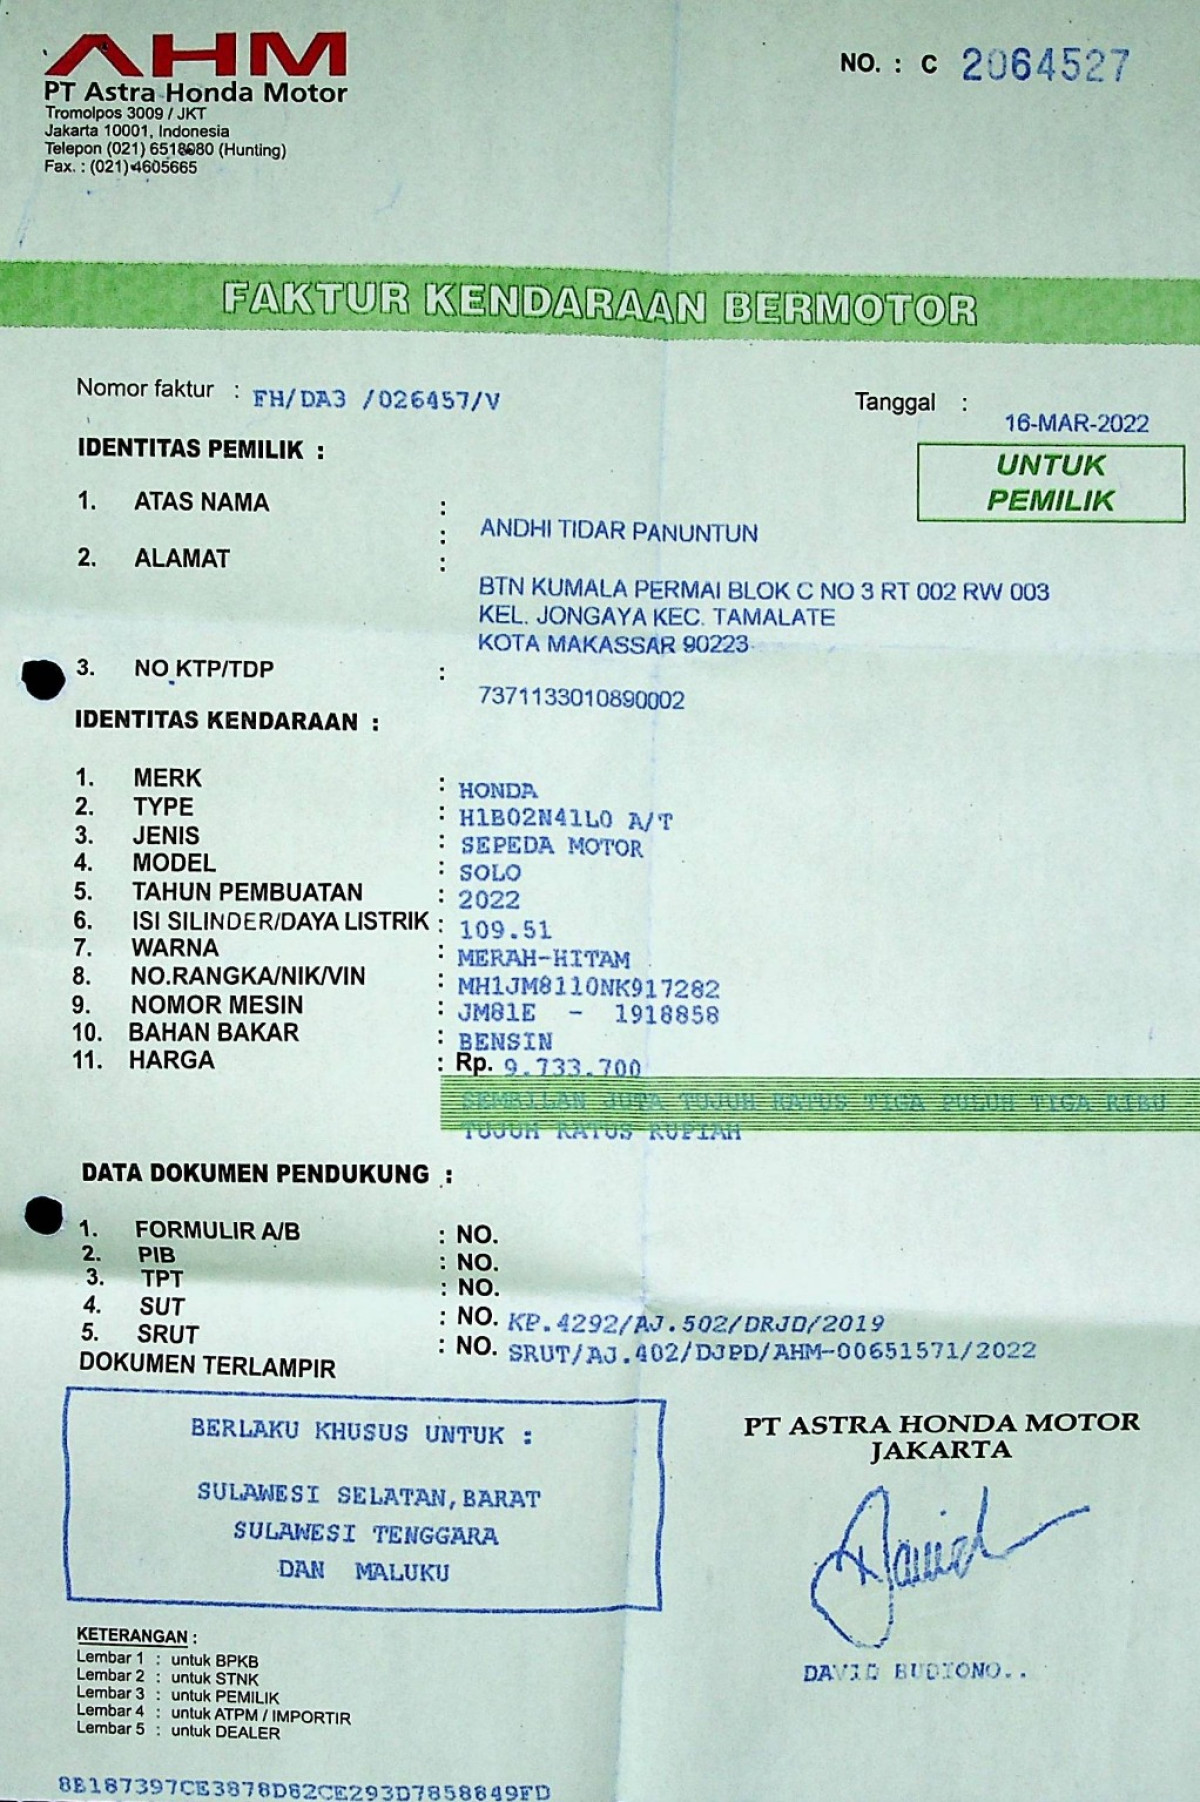 AHM
PT Astra Honda Motor
Tromolpos 3009 / JKT
Jakarta 10001, Indonesia
Telepon (021) 6518080 (Hunting)
Fax. : (021) 4605665
NO. : C 2064527
FAKTUR KENDARAAN BERMOTOR
Nomor faktur : FH/DA3 /026457/V
Tanggal : 16-MAR-2022
UNTUK
PEMILIK
IDENTITAS PEMILIK :
1. ATAS NAMA : ANDHI TIDAR PANUNTUN
2. ALAMAT : BTN KUMALA PERMAI BLOK C NO 3 RT 002 RW 003
KEL. JONGAYA KEC. TAMALATE
KOTA MAKASSAR 90223
3. NO KTP/TDP : 7371133010890002
IDENTITAS KENDARAAN :
1. MERK : HONDA
2. TYPE : H1B02N41L0 A/T
3. JENIS : SEPEDA MOTOR
4. MODEL : SOLO
5. TAHUN PEMBUATAN : 2022
6. ISI SILINDER/DAYA LISTRIK : 109.51
7. WARNA : MERAH-HITAM
8. NO.RANGKA/NIK/VIN : MH1JM8110NK917282
9. NOMOR MESIN : JM81E - 1918858
10. BAHAN BAKAR : BENSIN
11. HARGA : Rp. 9.733.700
SEMBILAN JUTA TUJUH RATUS TIGA PULUH TIGA RIBU
TUJUH RATUS RUPIAH
DATA DOKUMEN PENDUKUNG :
1. FORMULIR A/B : NO.
2. PIB : NO.
3. TPT : NO.
4. SUT : NO. KP.4292/AJ.502/DRJD/2019
5. SRUT : NO. SRUT/AJ.402/DJPD/AHM-00651571/2022
DOKUMEN TERLAMPIR
BERLAKU KHUSUS UNTUK :
SULAWESI SELATAN,BARAT
SULAWESI TENGGARA
DAN MALUKU
PT ASTRA HONDA MOTOR
JAKARTA
David
DAVID BUDIONO..
KETERANGAN :
Lembar 1 : untuk BPKB
Lembar 2 : untuk STNK
Lembar 3 : untuk PEMILIK
Lembar 4 : untuk ATPM / IMPORTIR
Lembar 5 : untuk DEALER
8B187397CE3878D82CE293D7858849FD